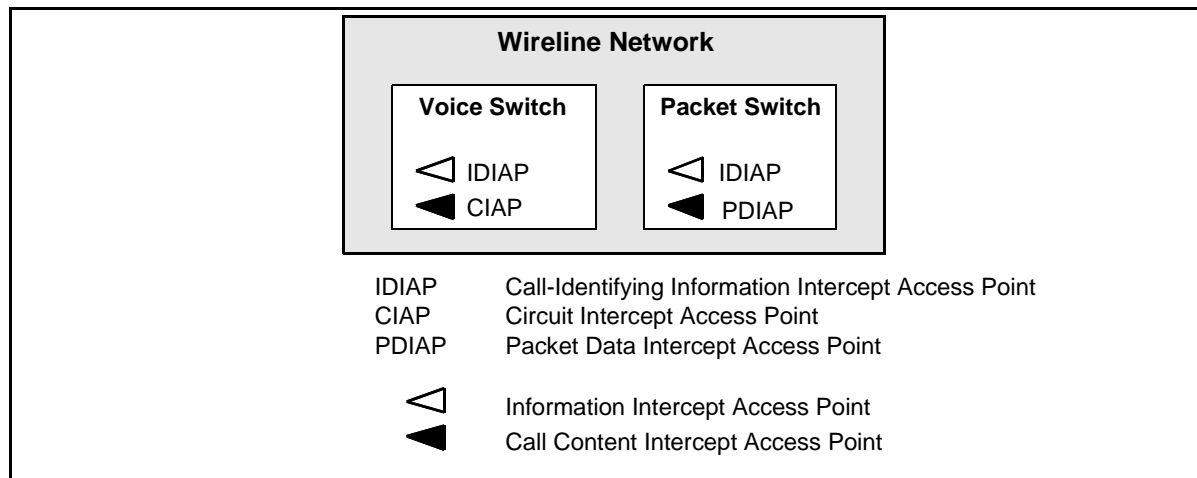 Wireline Network
Voice Switch Packet Switch
IDIAP IDIAP
CIAP PDIAP
IDIAP Call-Identifying Information Intercept Access Point
CIAP Circuit Intercept Access Point
PDIAP Packet Data Intercept Access Point
Information Intercept Access Point
Call Content Intercept Access Point